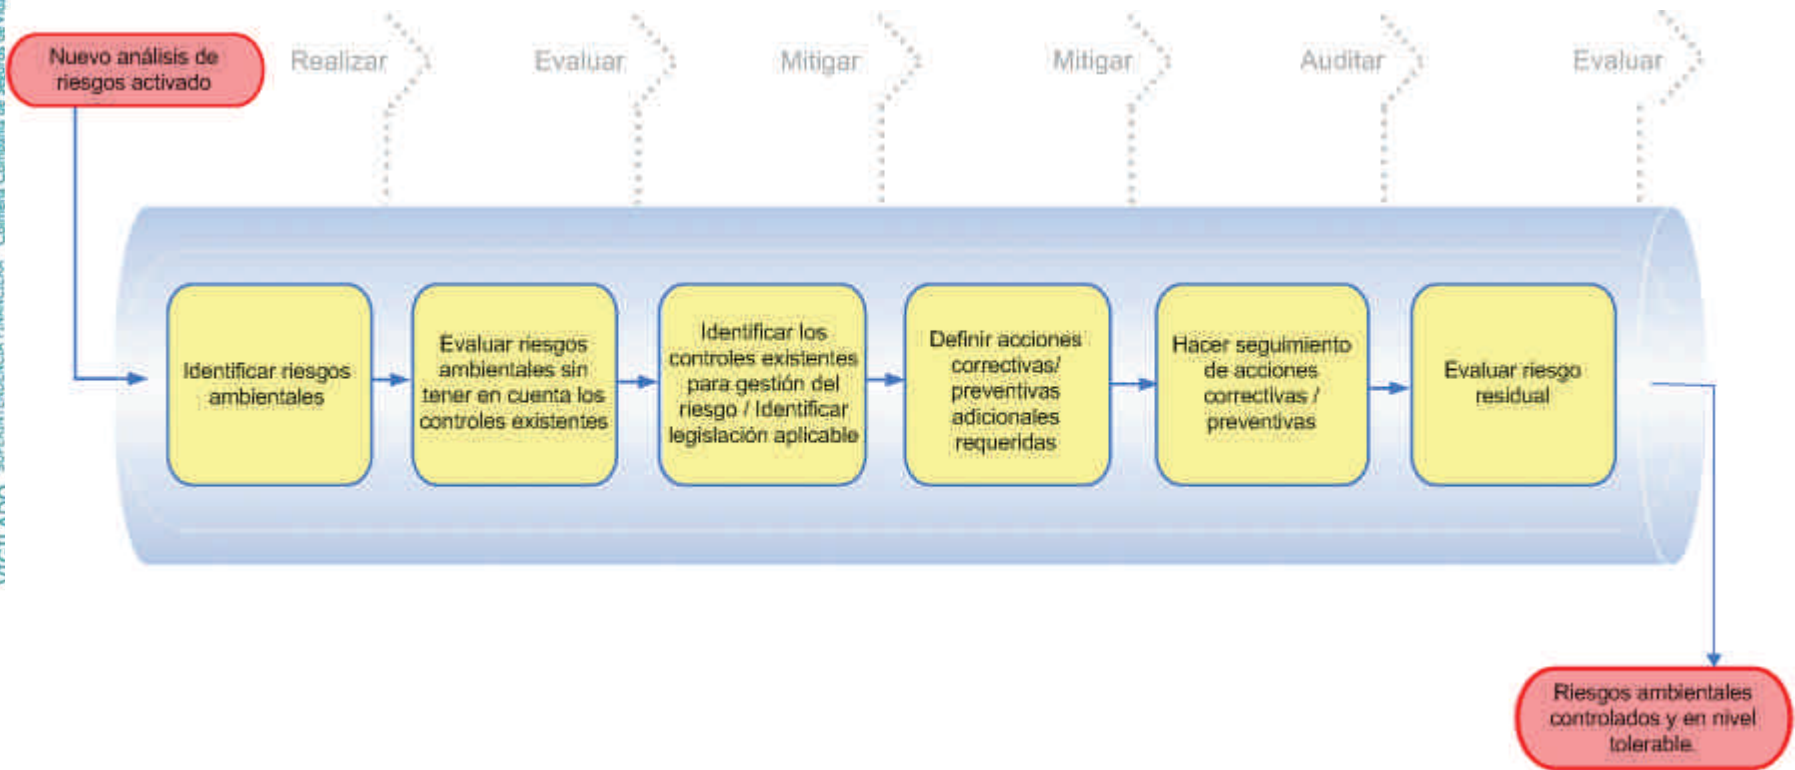 Nuevo análisis de
riesgos activado
Realizar
Evaluar
Mitigar
Mitigar
Auditar
Evaluar
Identificar riesgos
ambientales
Evaluar riesgos
ambientales sin
tener en cuenta los
controles existentes
Identificar los
controles existentes
para gestión del
riesgo / Identificar
legislación aplicable
Definir acciones
correctivas/
preventivas
adicionales
requeridas
Hacer seguimiento
de acciones
correctivas /
preventivas
Evaluar riesgo
residual
Riesgos ambientales
controlados y en nivel
tolerable.